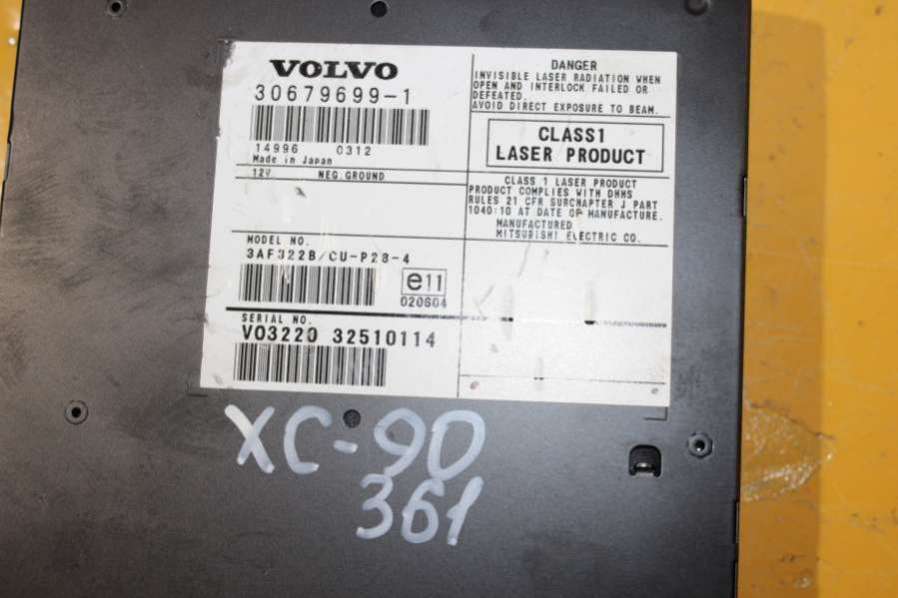 VOLVO
30679699-1
14996 0312
Made in Japan
12V NEG.GROUND
MODEL NO.
3AF322B/CU-P28-4
e11
020604
SERIAL NO.
VO3220 32510114
DANGER
INVISIBLE LASER RADIATION WHEN
OPEN AND INTERLOCK FAILED OR
DEFEATED.
AVOID DIRECT EXPOSURE TO BEAM.
CLASS1
LASER PRODUCT
CLASS 1 LASER PRODUCT
PRODUCT COMPLIES WITH DHHS
RULES 21 CFR SURCHAPTER J PART
1040:10 AT DATE OF MANUFACTURE.
MANUFACTURED
MITSUBISHI ELECTRIC CO.
XC-90
361